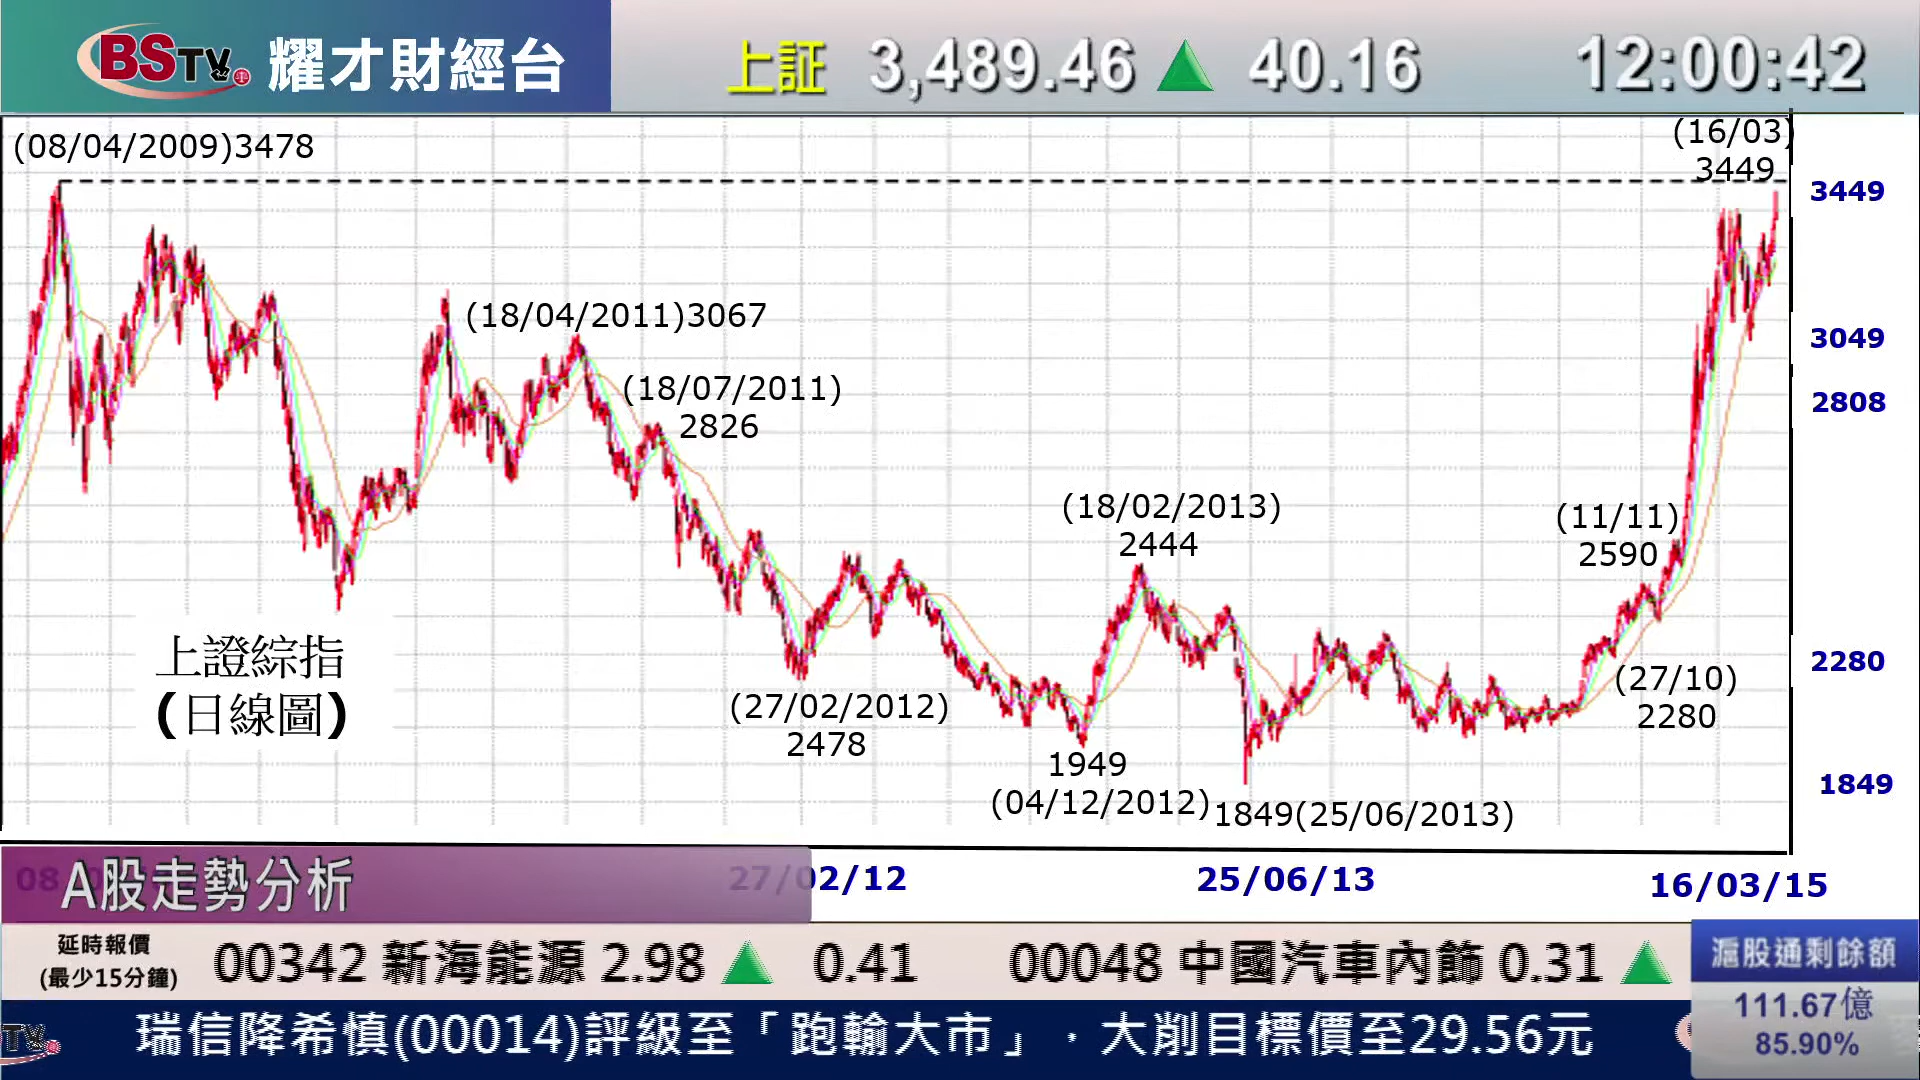 BSTV 耀才財經台
上証 3,489.46 ▲ 40.16 12:00:42
(08/04/2009)3478
(16/03)
3449
3449
(18/04/2011)3067
3049
(18/07/2011)
2826
2808
(18/02/2013)
2444
(11/11)
2590
上證綜指
(日線圖)
2280
(27/10)
2280
(27/02/2012)
2478
1949
(04/12/2012)
1849(25/06/2013)
1849
08
A股走勢分析
27/02/12
25/06/13
16/03/15
延時報價
(最少15分鐘)
00342 新海能源 2.98 ▲ 0.41 00048 中國汽車內飾 0.31 ▲
滬股通剩餘額
111.67億
85.90%
TV 瑞信降希慎(00014)評級至「跑輸大市」，大削目標價至29.56元